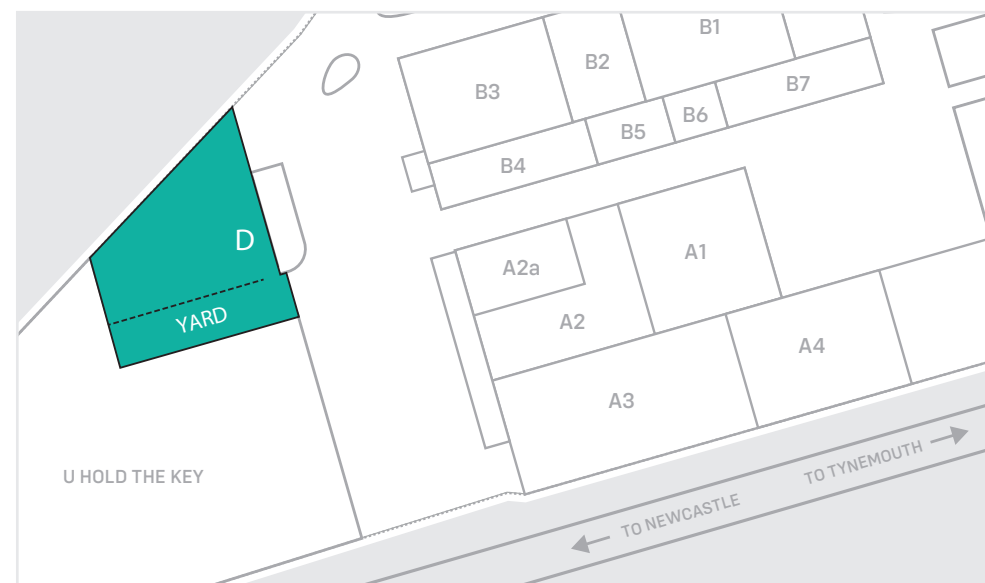 B1
B2
B3
B7
B6
B5
B4
D
A1
A2a
YARD
A2
A4
A3
U HOLD THE KEY
TO TYNEMOUTH
TO NEWCASTLE